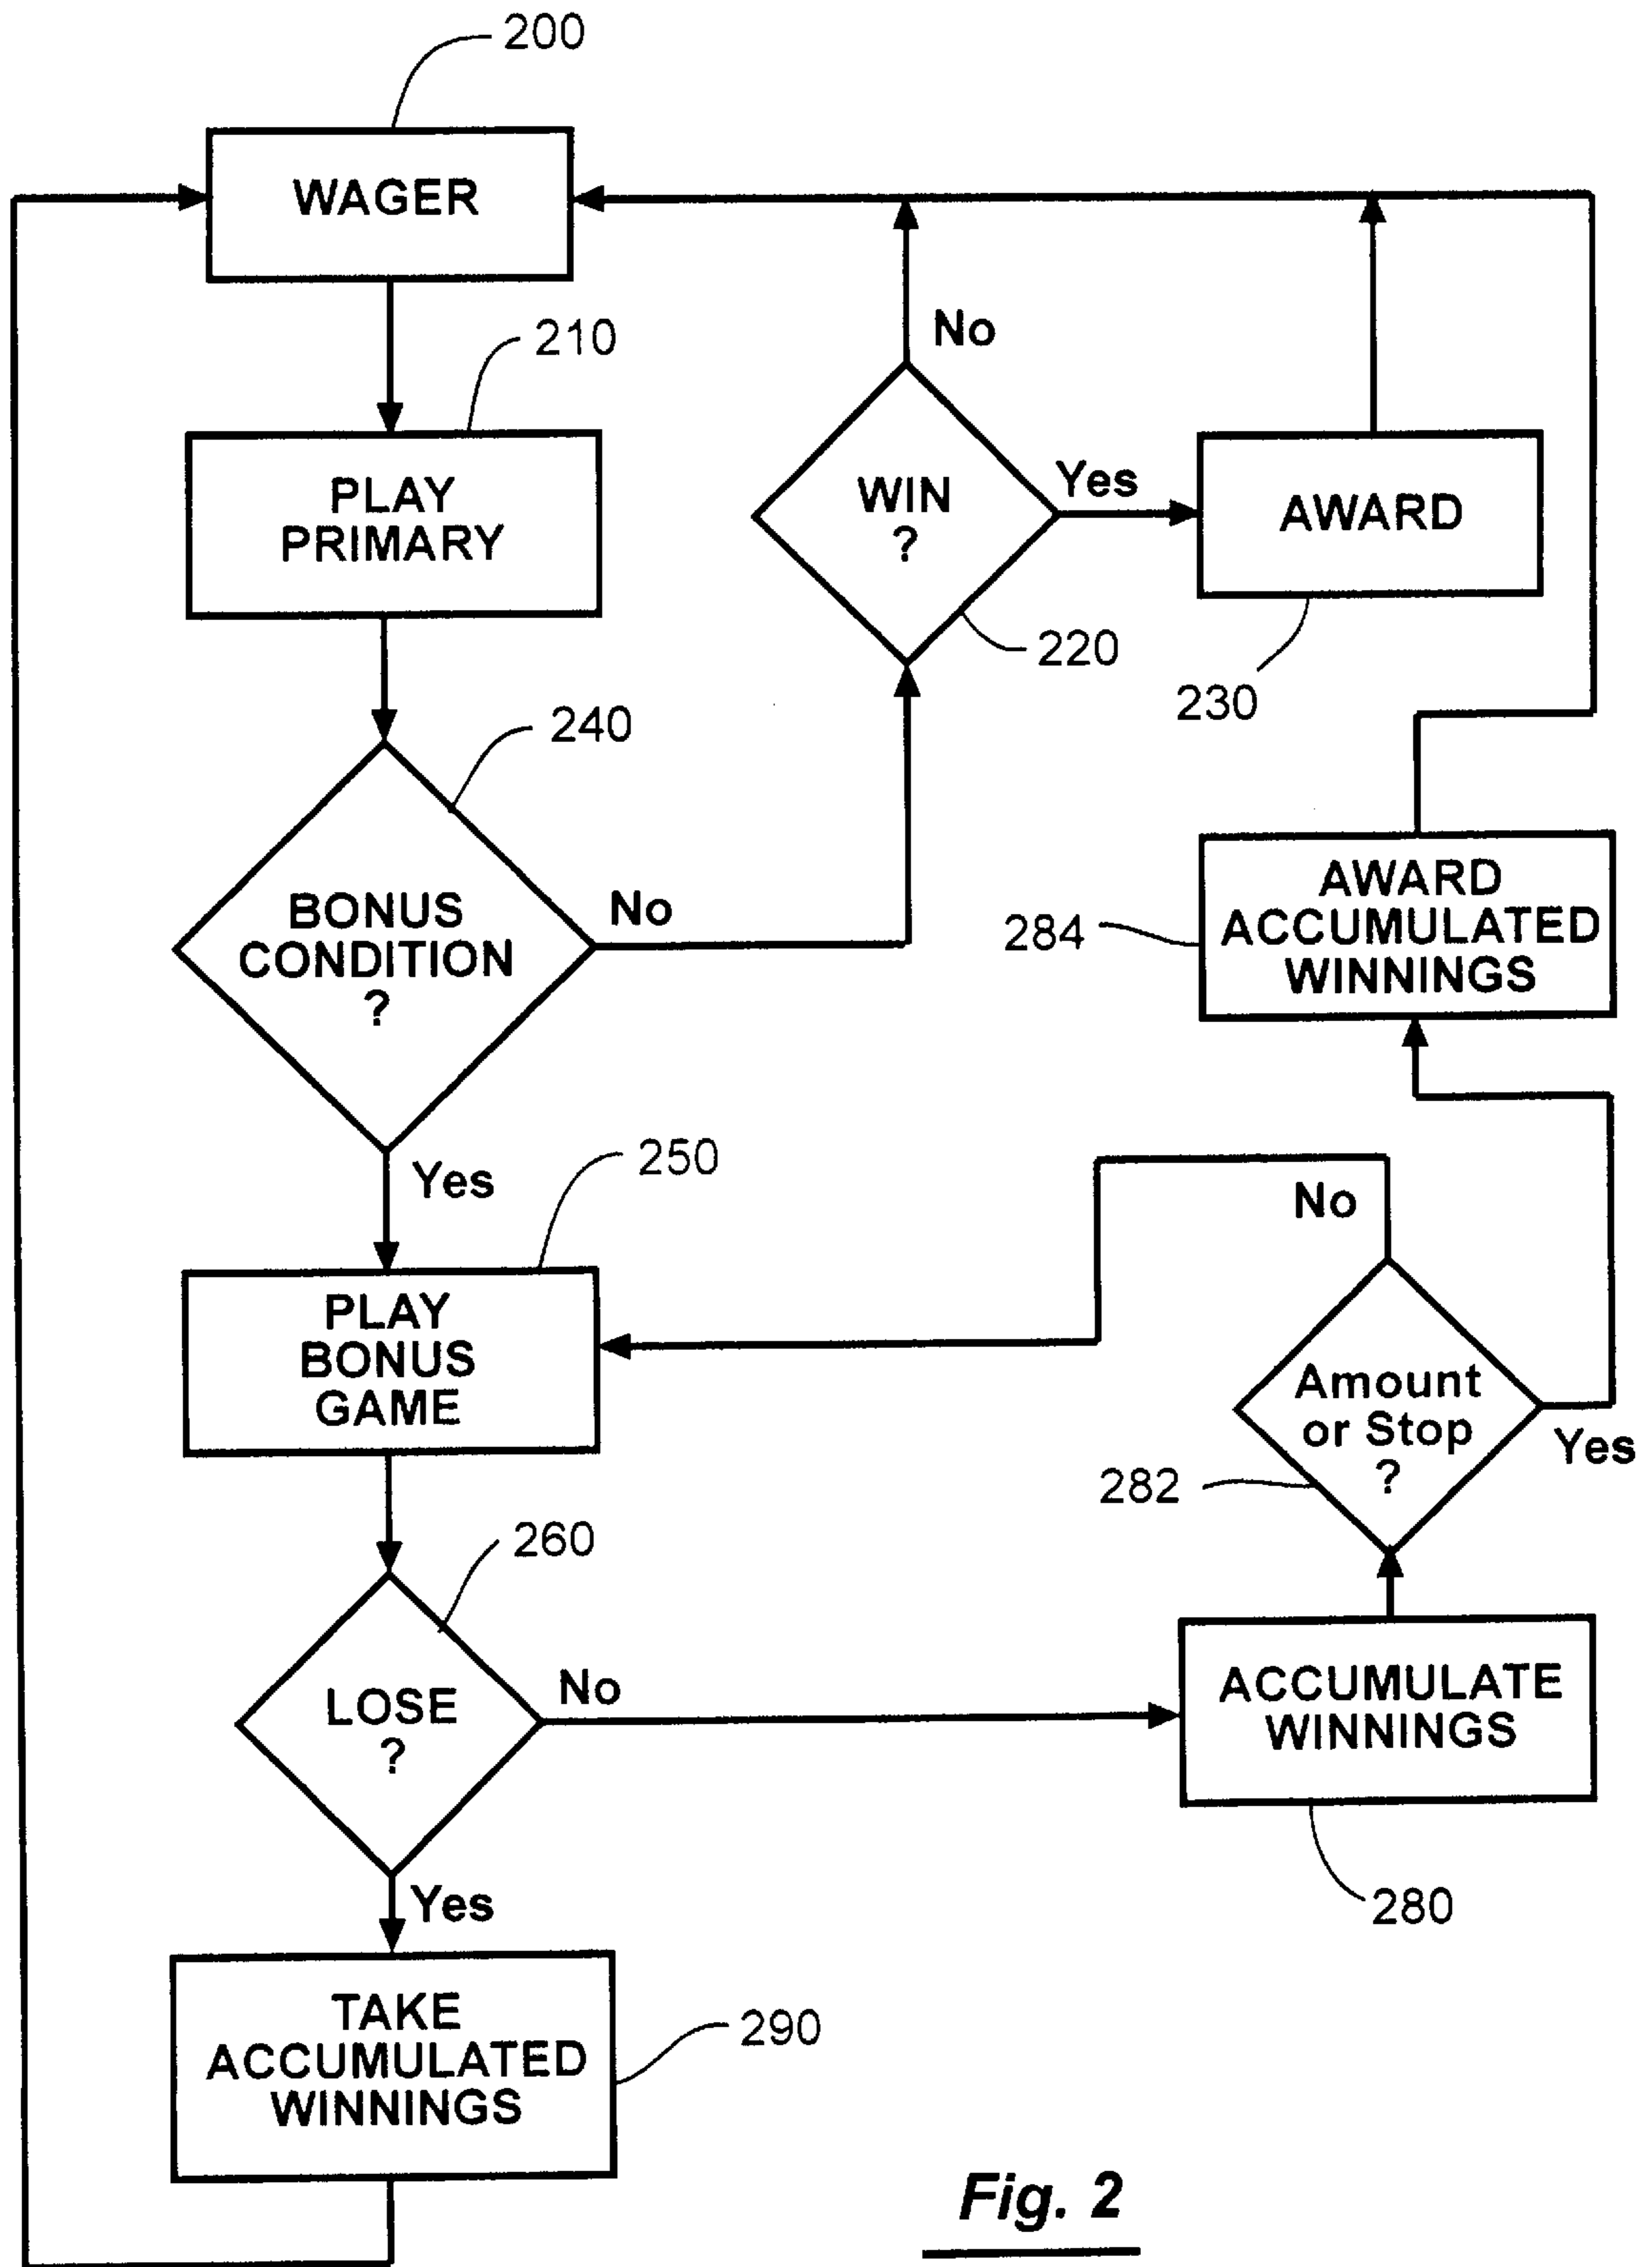 200
WAGER
210
No
PLAY
PRIMARY
WIN
?
Yes
AWARD
220
230
240
BONUS
CONDITION
?
No
284
AWARD
ACCUMULATED
WINNINGS
Yes
250
No
PLAY
BONUS
GAME
Amount
or Stop
?
Yes
282
260
LOSE
?
No
ACCUMULATE
WINNINGS
280
Yes
TAKE
ACCUMULATED
WINNINGS
290
Fig. 2